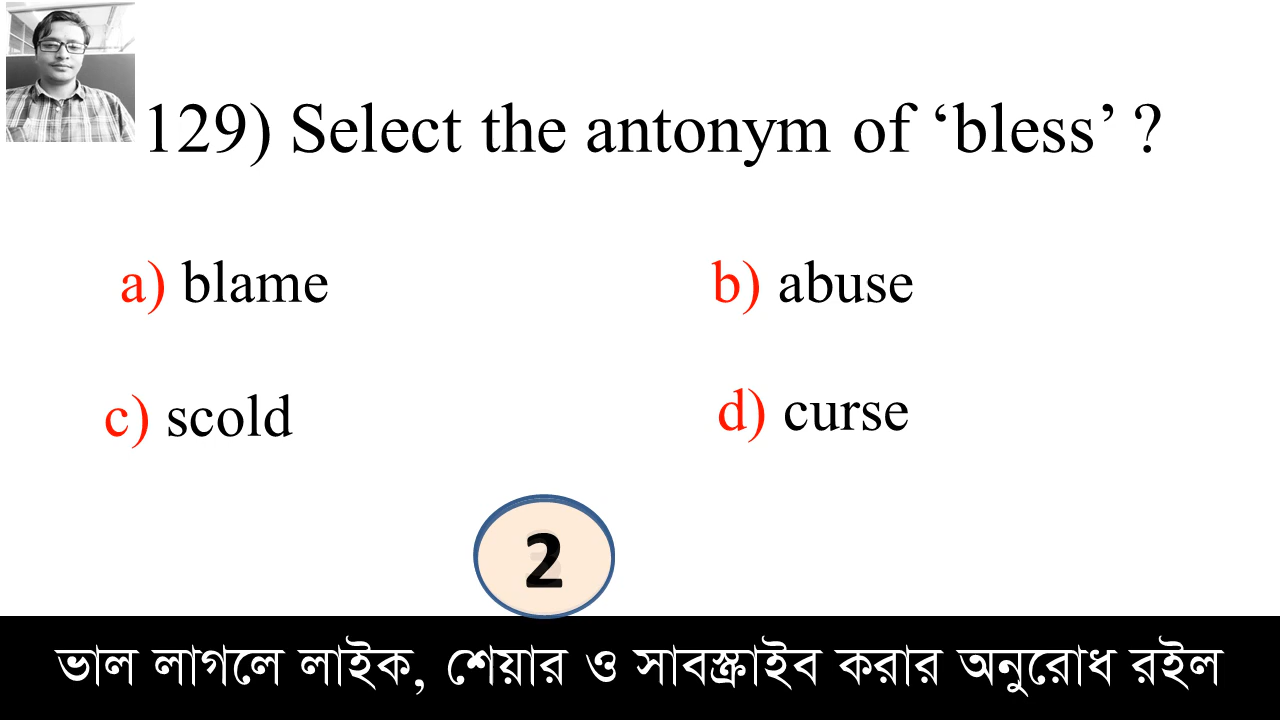 129) Select the antonym of ‘bless’ ?
a) blame b) abuse
c) scold d) curse
2
ভাল লাগলে লাইক, শেয়ার ও সাবস্ক্রাইব করার অনুরোধ রইল